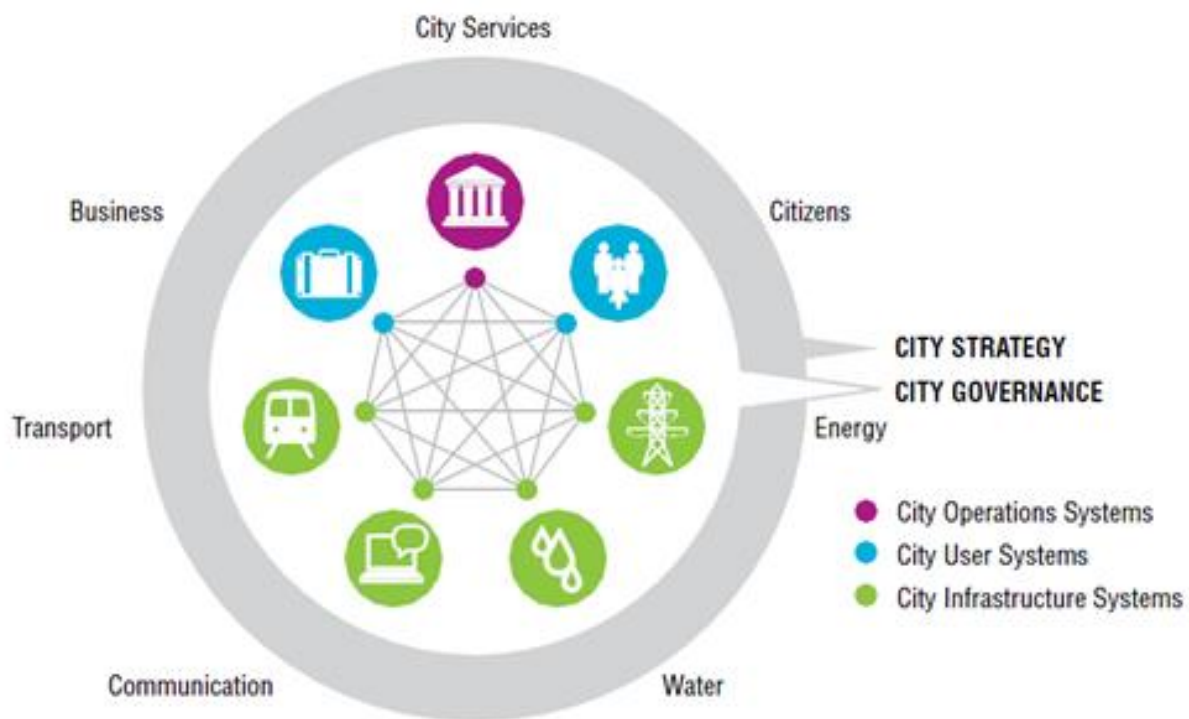 City Services
Business
Citizens
CITY STRATEGY
CITY GOVERNANCE
Transport
Energy
City Operations Systems
City User Systems
City Infrastructure Systems
Communication
Water